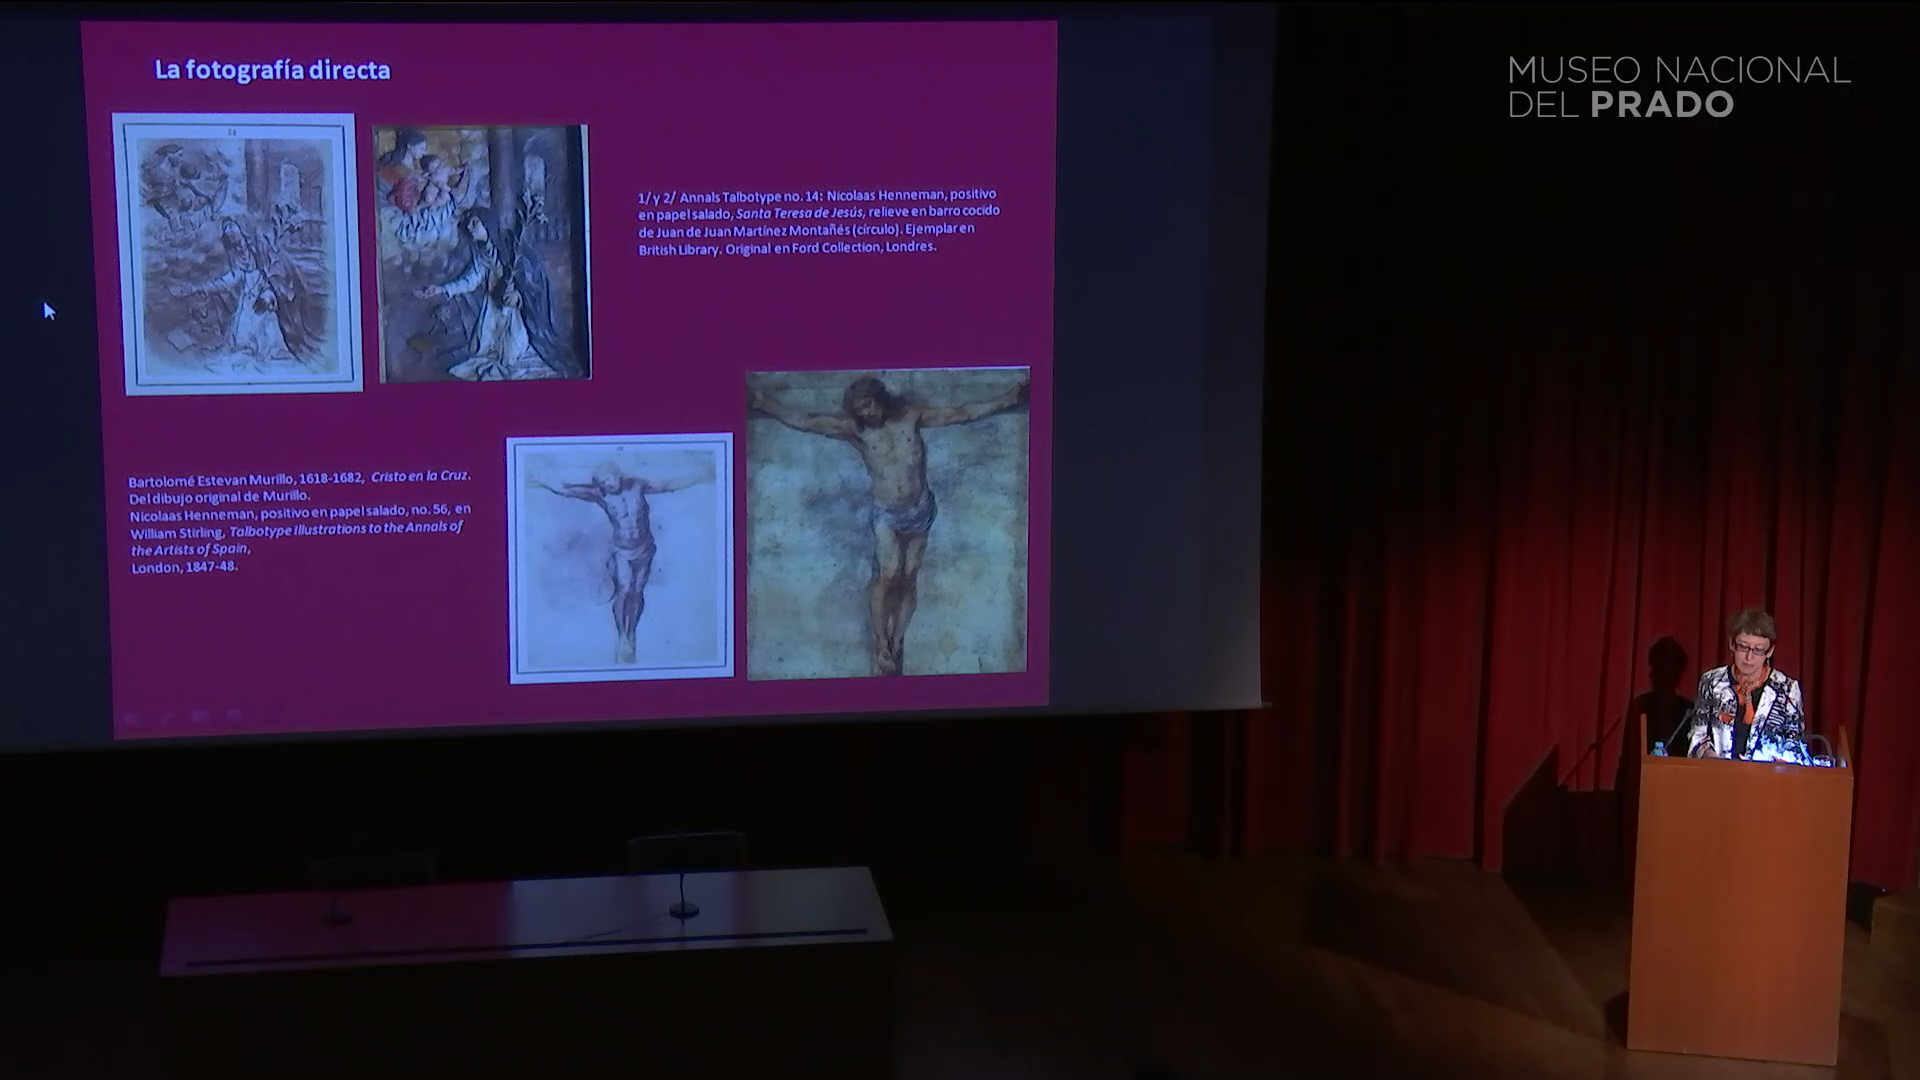 La fotografía directa
MUSEO NACIONAL
DEL PRADO
14
1/ y 2/ Annals Talbotype no. 14: Nicolaas Henneman, positivo
en papel salado, Santa Teresa de Jesús, relieve en barro cocido
de Juan de Juan Martínez Montañés (círculo). Ejemplar en
British Library. Original en Ford Collection, Londres.
Bartolomé Estevan Murillo, 1618-1682, Cristo en la Cruz.
Del dibujo original de Murillo.
Nicolaas Henneman, positivo en papel salado, no. 56, en
William Stirling, Talbotype Illustrations to the Annals of
the Artists of Spain,
London, 1847-48.